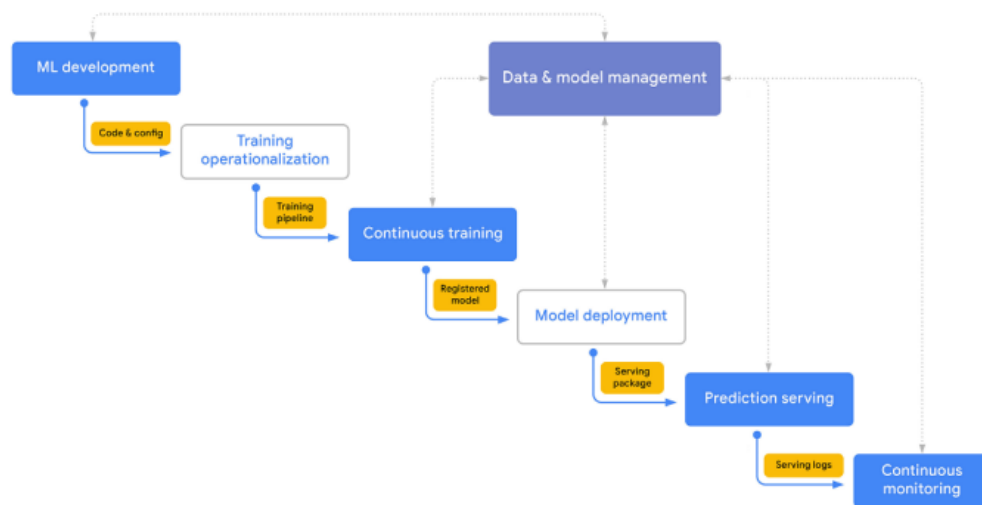 ML development
Data & model management
Code & config
Training
operationalization
Training
pipeline
Continuous training
Registered
model
Model deployment
Serving
package
Prediction serving
Serving logs
Continuous
monitoring